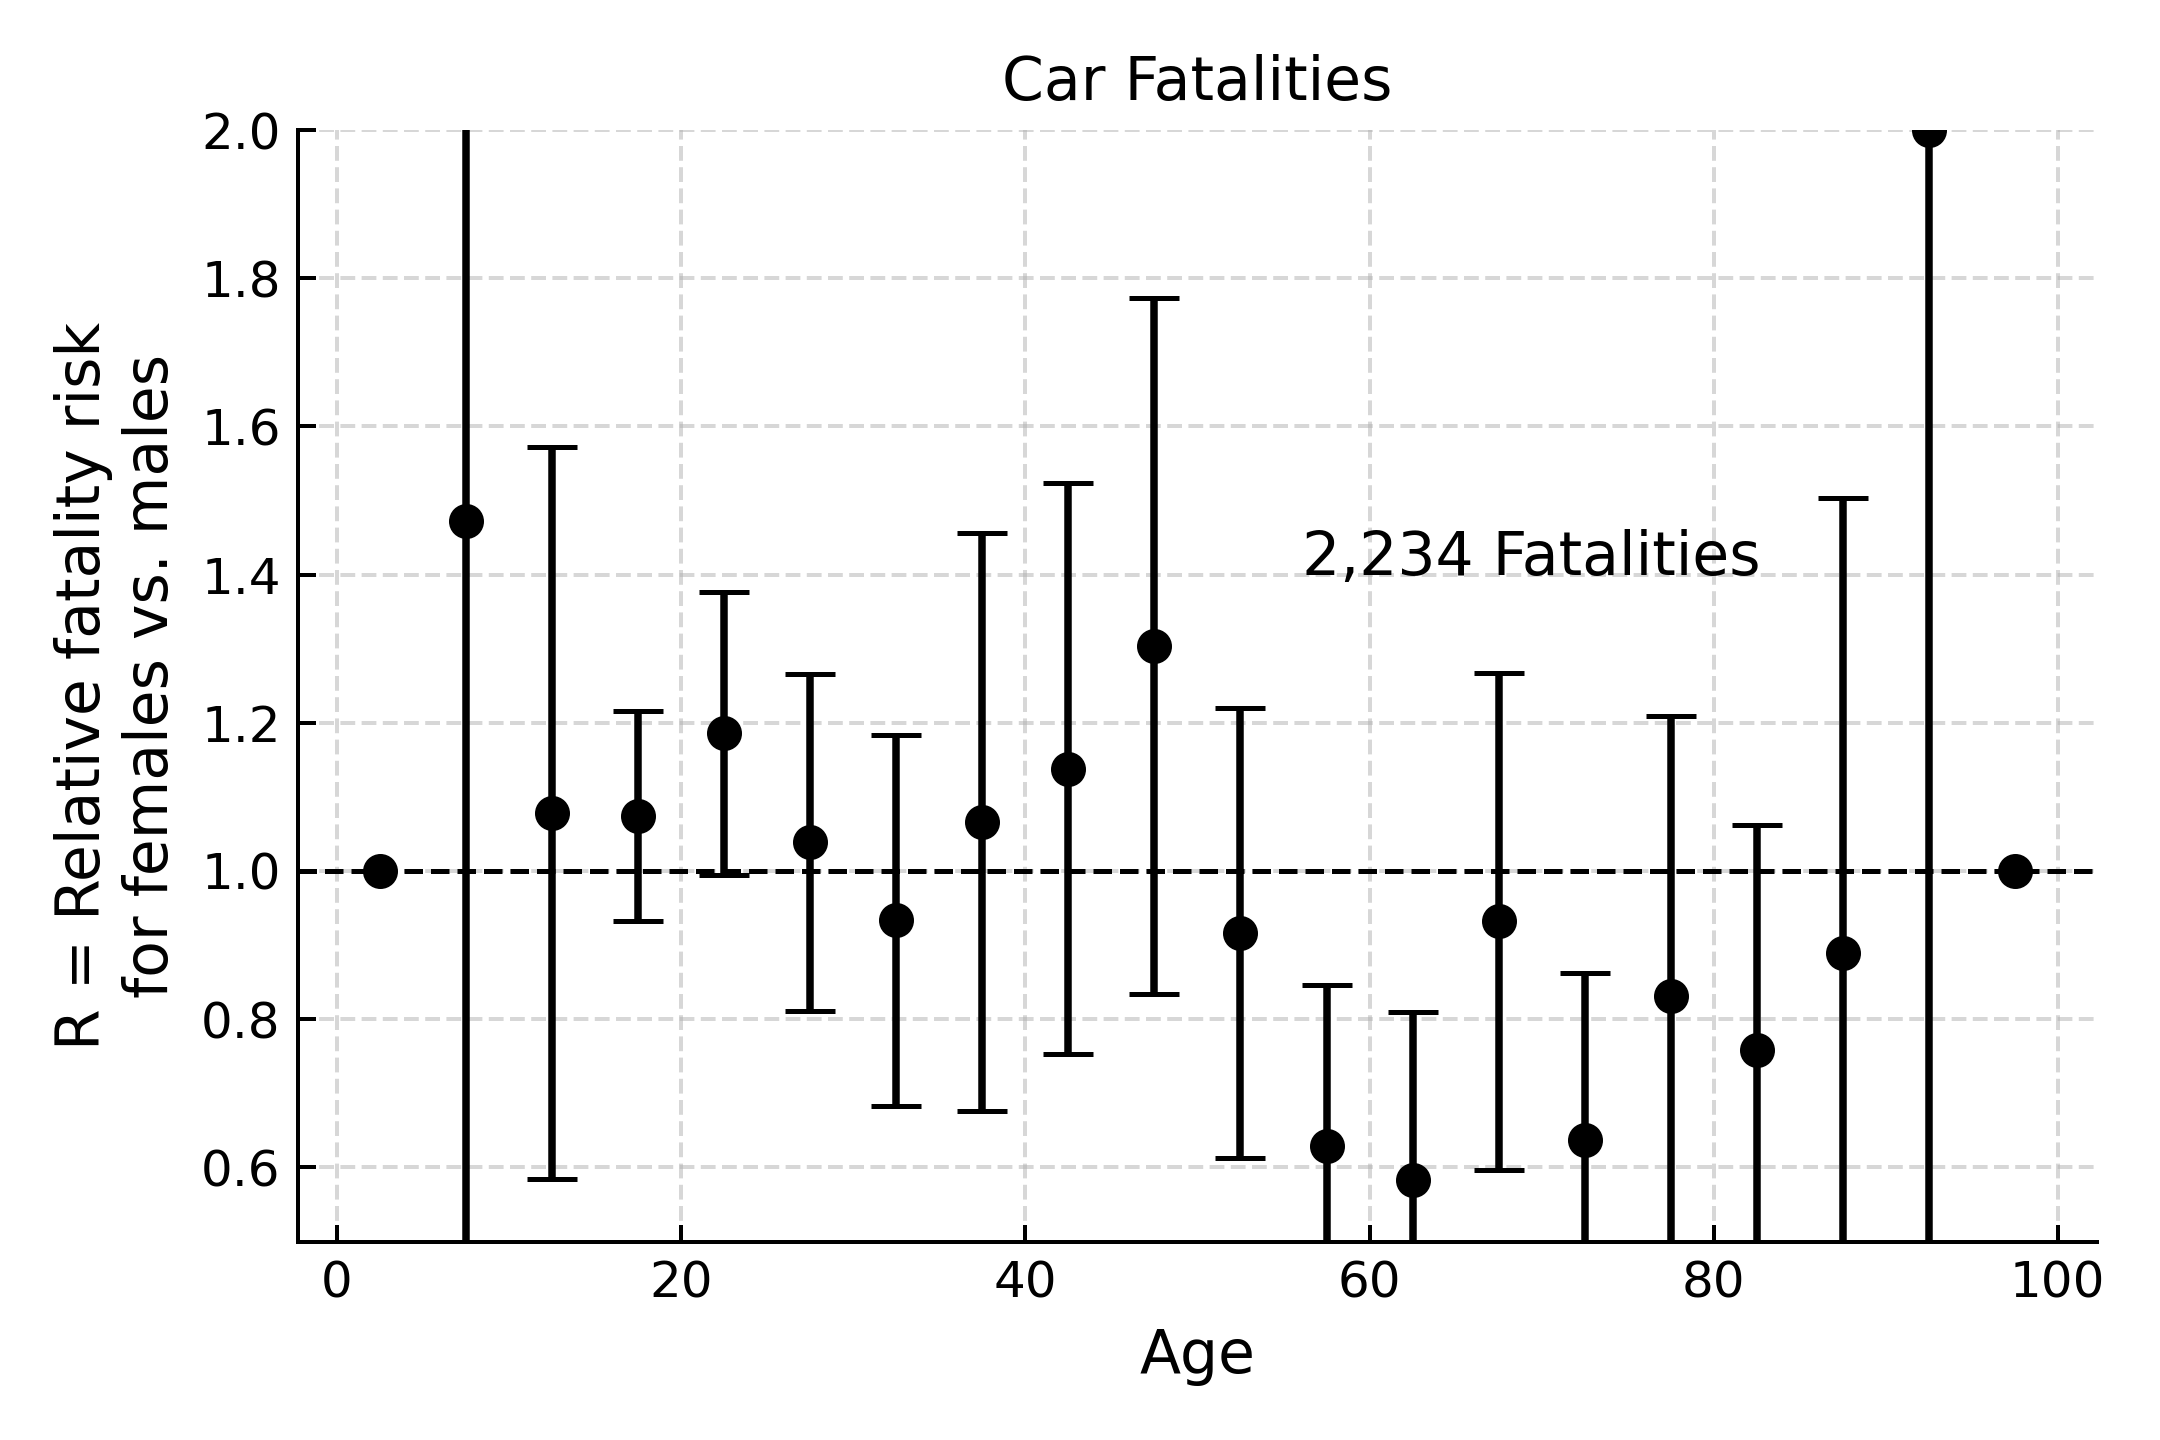 Car Fatalities
R = Relative fatality risk
for females vs. males
2.0
1.8
1.6
1.4
1.2
1.0
0.8
0.6
2,234 Fatalities
0 20 40 60 80 100
Age